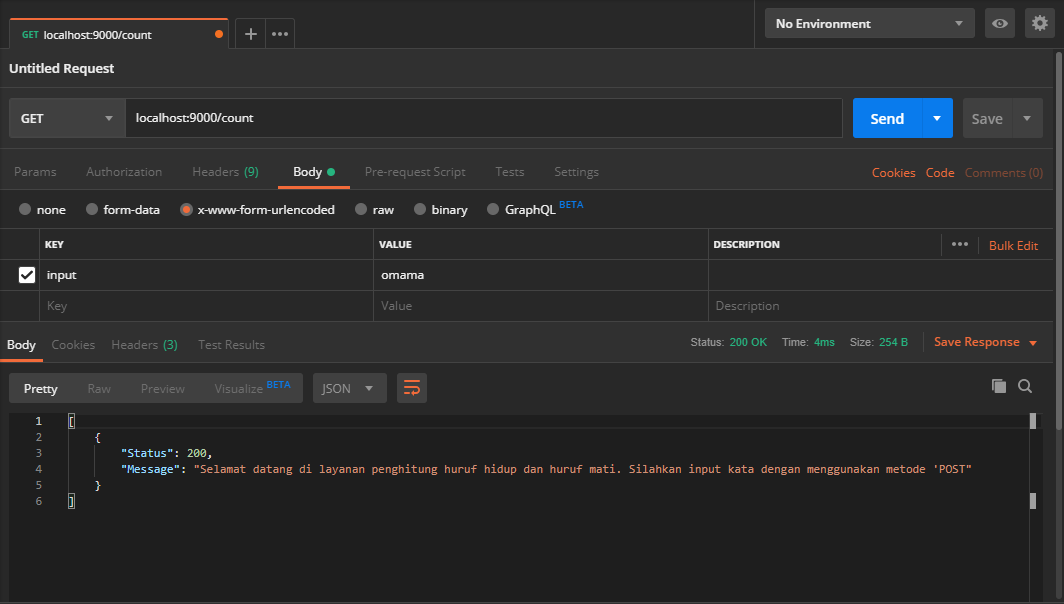 GET localhost:9000/count
No Environment
Untitled Request
GET localhost:9000/count Send Save
Params Authorization Headers (9) Body Pre-request Script Tests Settings Cookies Code Comments (0)
none form-data x-www-form-urlencoded raw binary GraphQL BETA
KEY VALUE DESCRIPTION Bulk Edit
input omama
Key Value Description
Body Cookies Headers (3) Test Results Status: 200 OK Time: 4ms Size: 254 B Save Response
Pretty Raw Preview Visualize BETA JSON
1 [
2 {
3 "Status": 200,
4 "Message": "Selamat datang di layanan penghitung huruf hidup dan huruf mati. Silahkan input kata dengan menggunakan metode 'POST"
5 }
6 ]